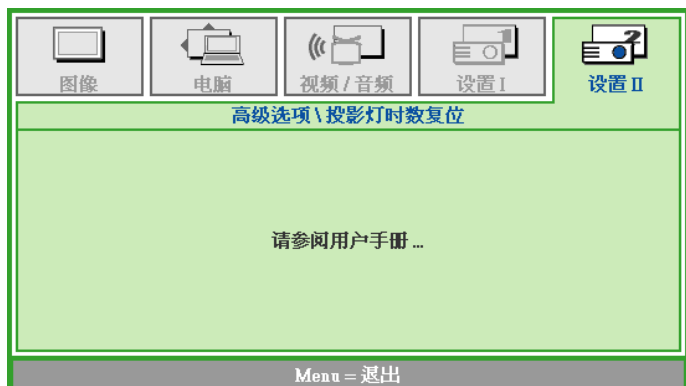 图像 电脑 视频 / 音频 设置 I 设置 II
高级选项 \ 投影灯时数复位
请参阅用户手册 ...
Menu = 退出